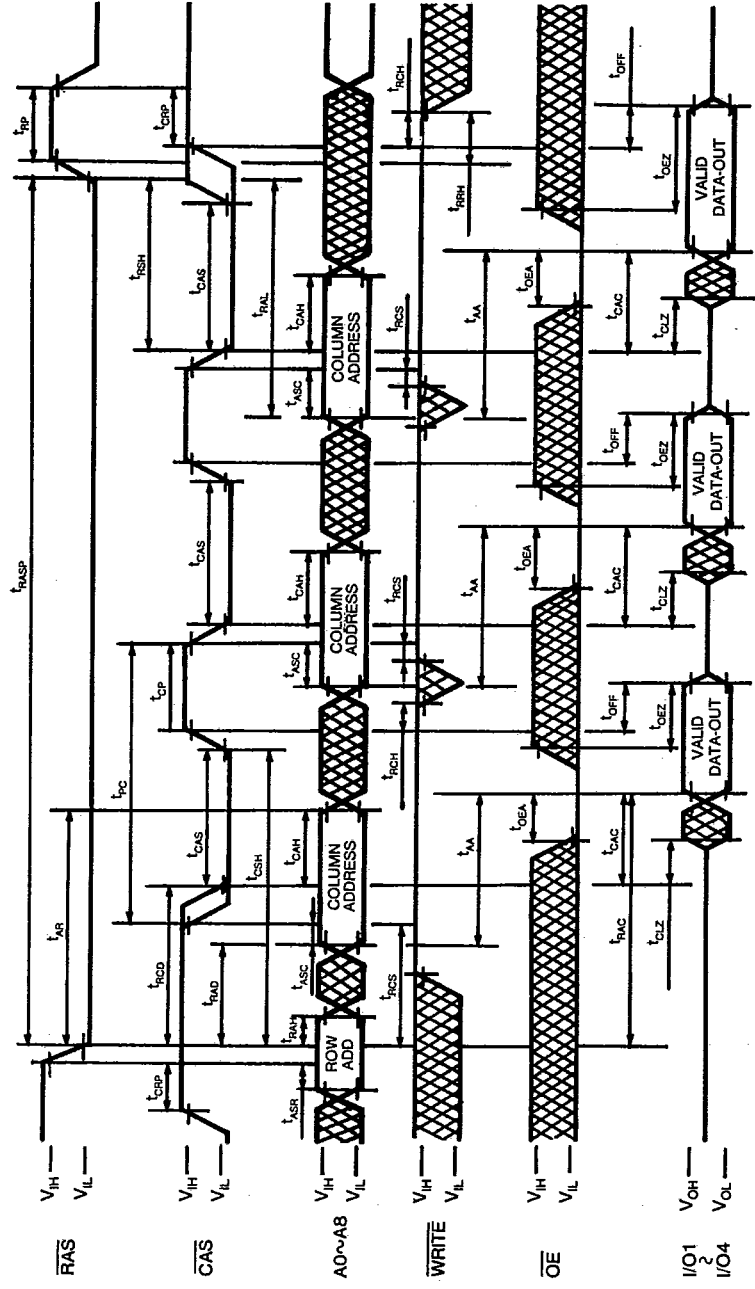 RAS
VIH
VIL
tRASP
tAR
tRP
CAS
VIH
VIL
tCRP
tRCD
tRAD
tPC
tCAS
tCSH
tCP
tCAS
tRSH
tCAS
tRAL
tCRP
A0~A8
VIH
VIL
tASR
ROW
ADD
tRAH
tASC
COLUMN
ADDRESS
tCAH
tASC
COLUMN
ADDRESS
tCAH
tASC
COLUMN
ADDRESS
tCAH
WRITE
VIH
VIL
tRCS
tRCH
tRCS
tRCS
tRRH
tRCH
OE
VIH
VIL
tAA
tOEA
tAA
tOEA
tAA
tOEA
I/O1
~
I/O4
VOH
VOL
tRAC
tCAC
tCLZ
tOFF
tOEZ
VALID
DATA-OUT
tCAC
tCLZ
tOFF
tOEZ
VALID
DATA-OUT
tCAC
tCLZ
tOEZ
tOFF
VALID
DATA-OUT